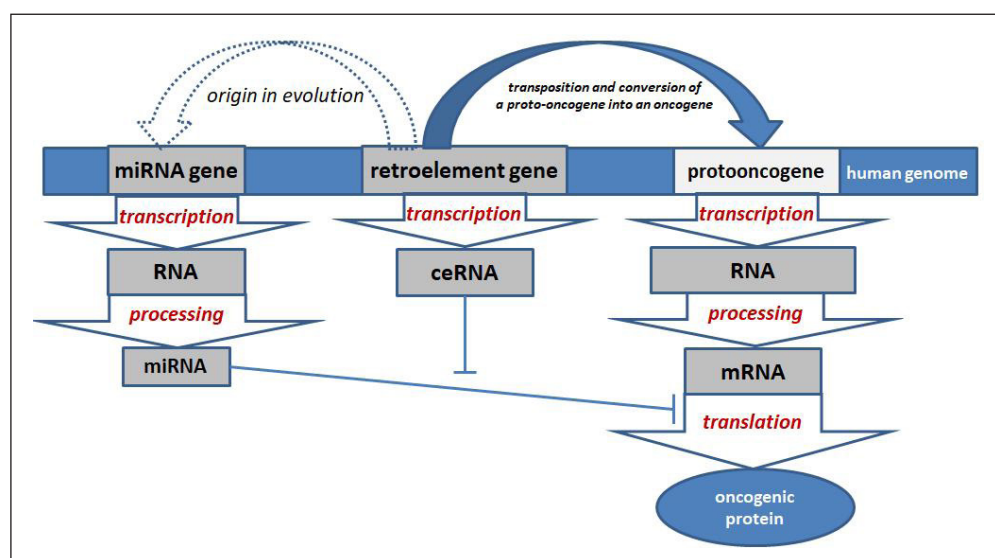 origin in evolution
transposition and conversion of
a proto-oncogene into an oncogene
miRNA gene
retroelement gene
protooncogene
human genome
transcription
transcription
transcription
RNA
ceRNA
RNA
processing
processing
miRNA
mRNA
translation
oncogenic
protein